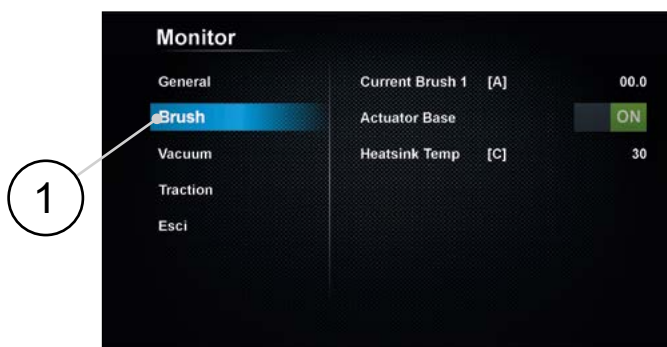 Monitor
General
Current Brush 1 [A] 00.0
Brush
Actuator Base ON
Vacuum
Heatsink Temp [C] 30
Traction
Esci
1